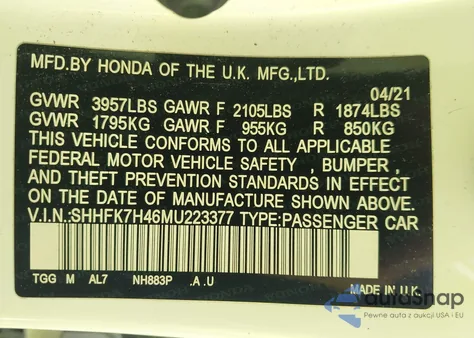 MFD.BY HONDA OF THE U.K. MFG.,LTD.
04/21
GVWR 3957LBS GAWR F 2105LBS R 1874LBS
GVWR 1795KG GAWR F 955KG R 850KG
THIS VEHICLE CONFORMS TO ALL APPLICABLE
FEDERAL MOTOR VEHICLE SAFETY , BUMPER ,
AND THEFT PREVENTION STANDARDS IN EFFECT
ON THE DATE OF MANUFACTURE SHOWN ABOVE.
V.I.N.:SHHFK7H46MU223377 TYPE:PASSENGER CAR
TGG M AL7 NH883P .A .U MADE IN U.K.
autoSnap
Pewne auta z aukcji USA i EU